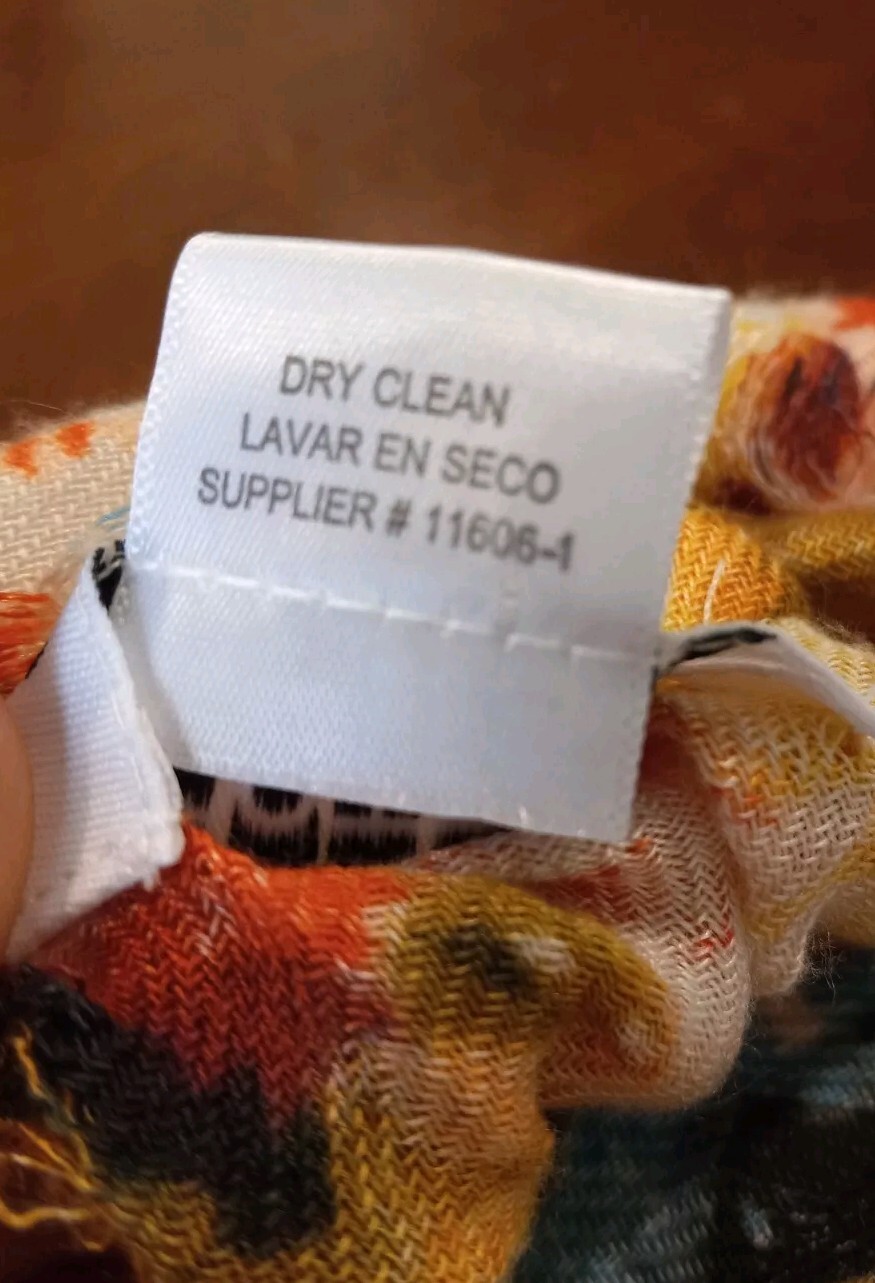 DRY CLEAN
LAVAR EN SECO
SUPPLIER # 11606-1